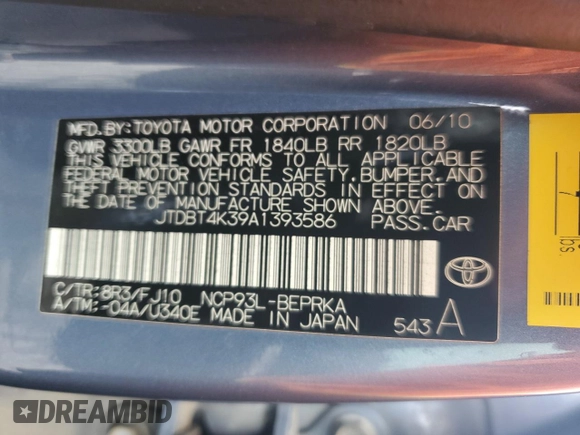 MFD. BY: TOYOTA MOTOR CORPORATION 06/10
GVWR 3300LB GAWR FR 1840LB RR 1820LB
THIS VEHICLE CONFORMS TO ALL APPLICABLE
FEDERAL MOTOR VEHICLE SAFETY, BUMPER, AND
THEFT PREVENTION STANDARDS IN EFFECT ON
THE DATE OF MANUFACTURE SHOWN ABOVE.
JTDBT4K39A1393586 PASS. CAR
C/TR: 8R3/FJ10 NCP93L-BEPRKA
A/TM: -04A/U340E MADE IN JAPAN 543 A
TOYOTA
DREAMBID